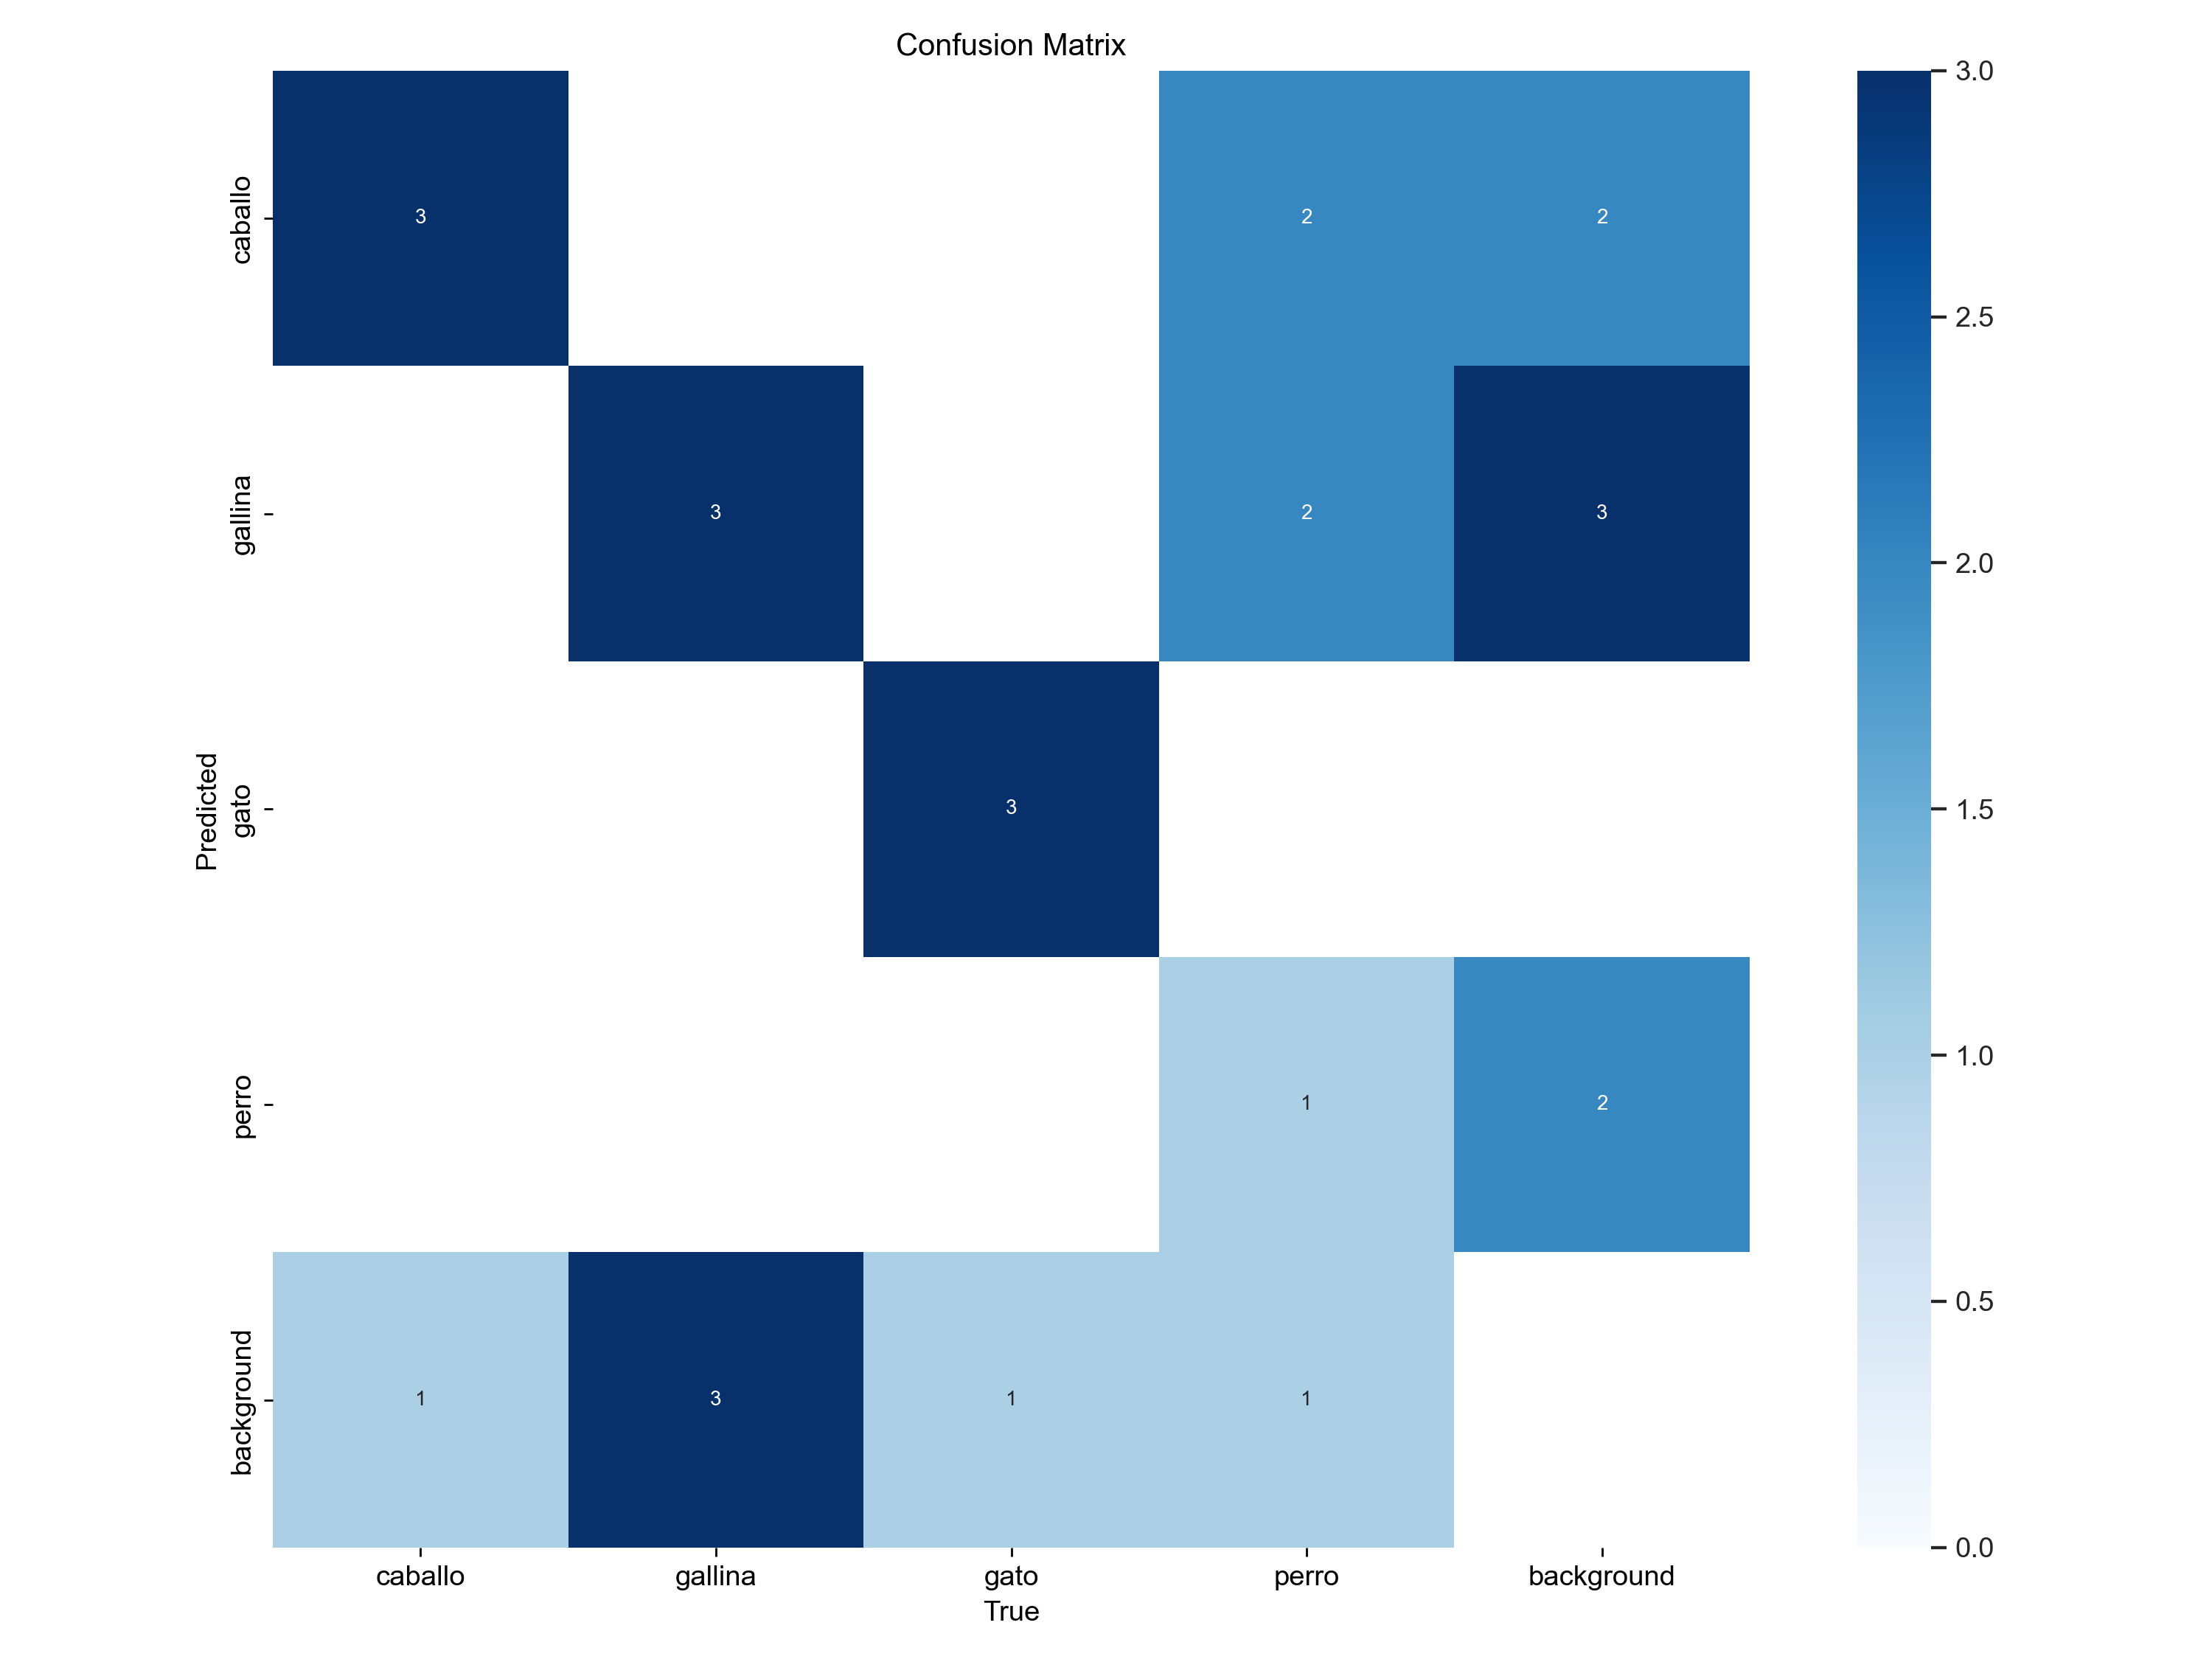 Confusion Matrix
caballo
gallina
gato
perro
background
Predicted
3 2 2
3 2 3
3
1 2
1 3 1 1
caballo gallina gato perro background
True
3.0
2.5
2.0
1.5
1.0
0.5
0.0